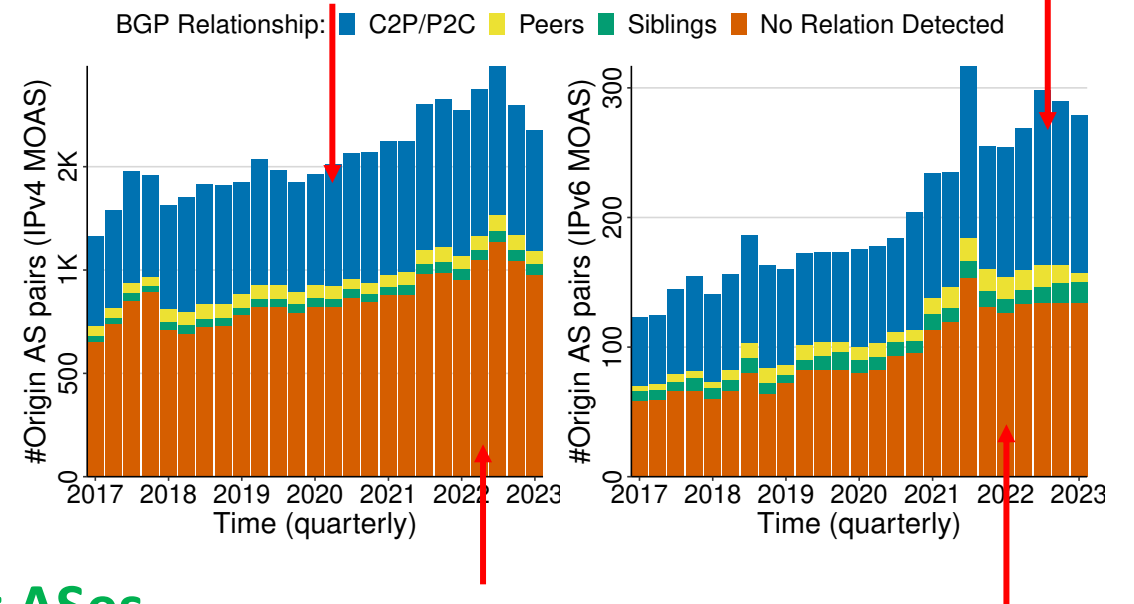 BGP Relationship: C2P/P2C Peers Siblings No Relation Detected
#Origin AS pairs (IPv4 MOAS)
2K
1K
500
0
2017 2018 2019 2020 2021 2022 2023
Time (quarterly)
#Origin AS pairs (IPv6 MOAS)
300
200
100
0
2017 2018 2019 2020 2021 2022 2023
Time (quarterly)
ASes